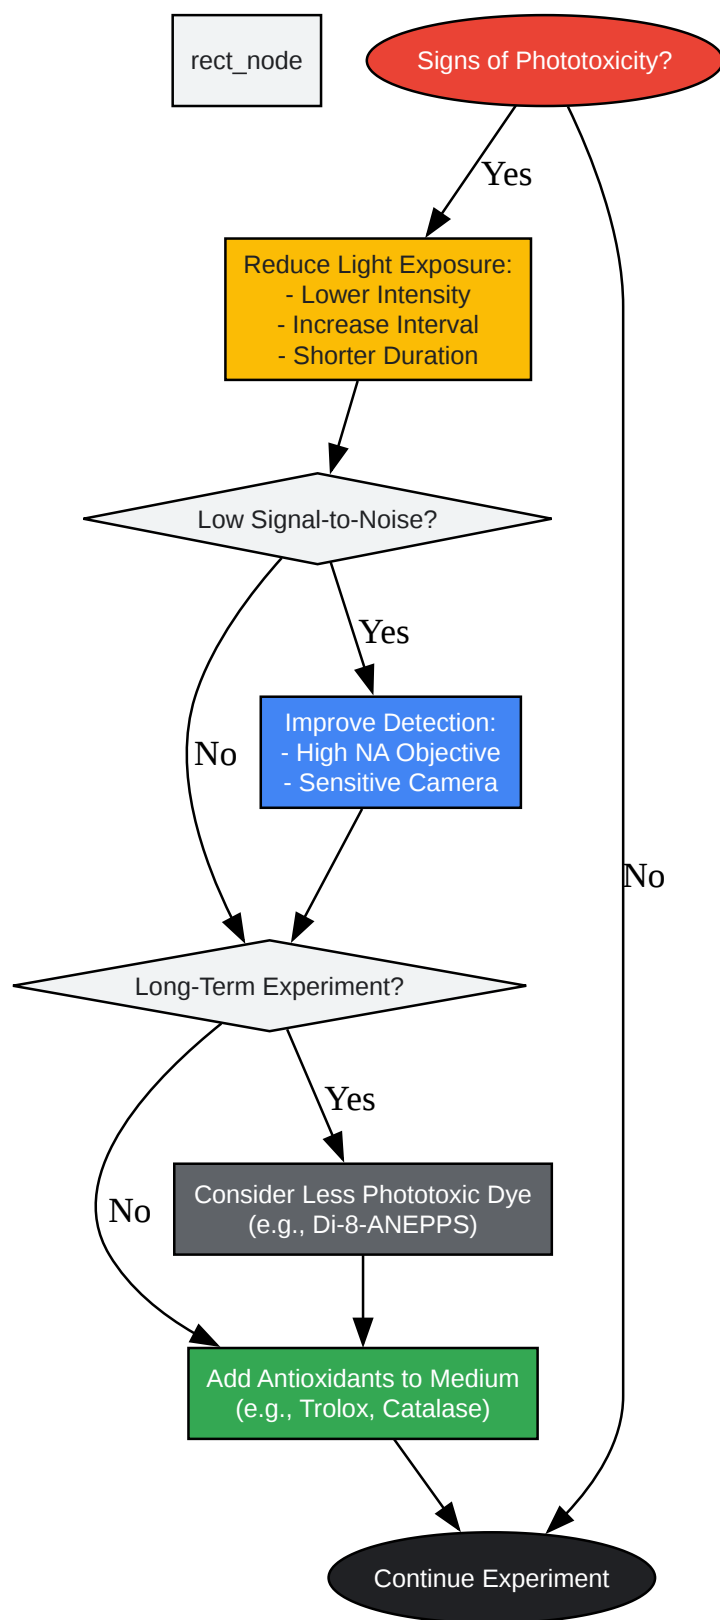 rect_node
Signs of Phototoxicity?
Yes
Reduce Light Exposure:
- Lower Intensity
- Increase Interval
- Shorter Duration
Low Signal-to-Noise?
Yes
No
Improve Detection:
- High NA Objective
- Sensitive Camera
No
Long-Term Experiment?
Yes
No
Consider Less Phototoxic Dye
(e.g., Di-8-ANEPPS)
Add Antioxidants to Medium
(e.g., Trolox, Catalase)
Continue Experiment